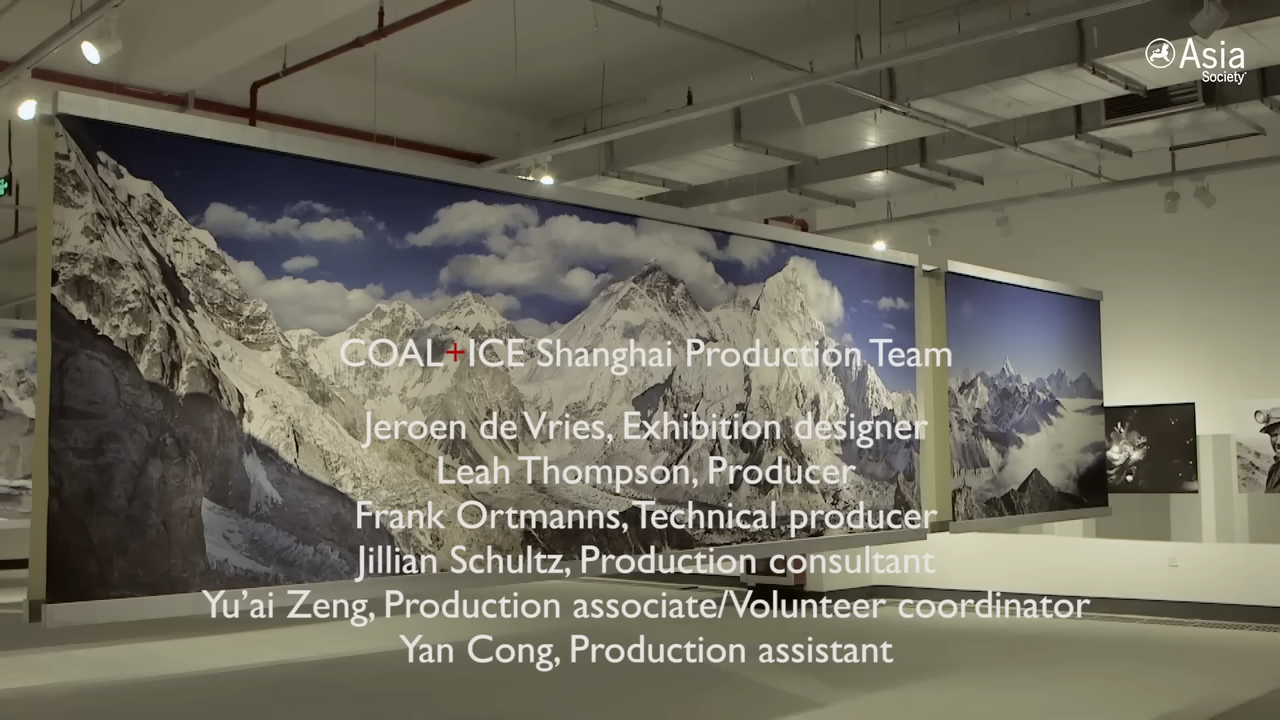 Asia
Society
COAL+ICE Shanghai Production Team
Jeroen de Vries, Exhibition designer
Leah Thompson, Producer
Frank Ortmanns, Technical producer
Jillian Schultz, Production consultant
Yu’ai Zeng, Production associate/Volunteer coordinator
Yan Cong, Production assistant